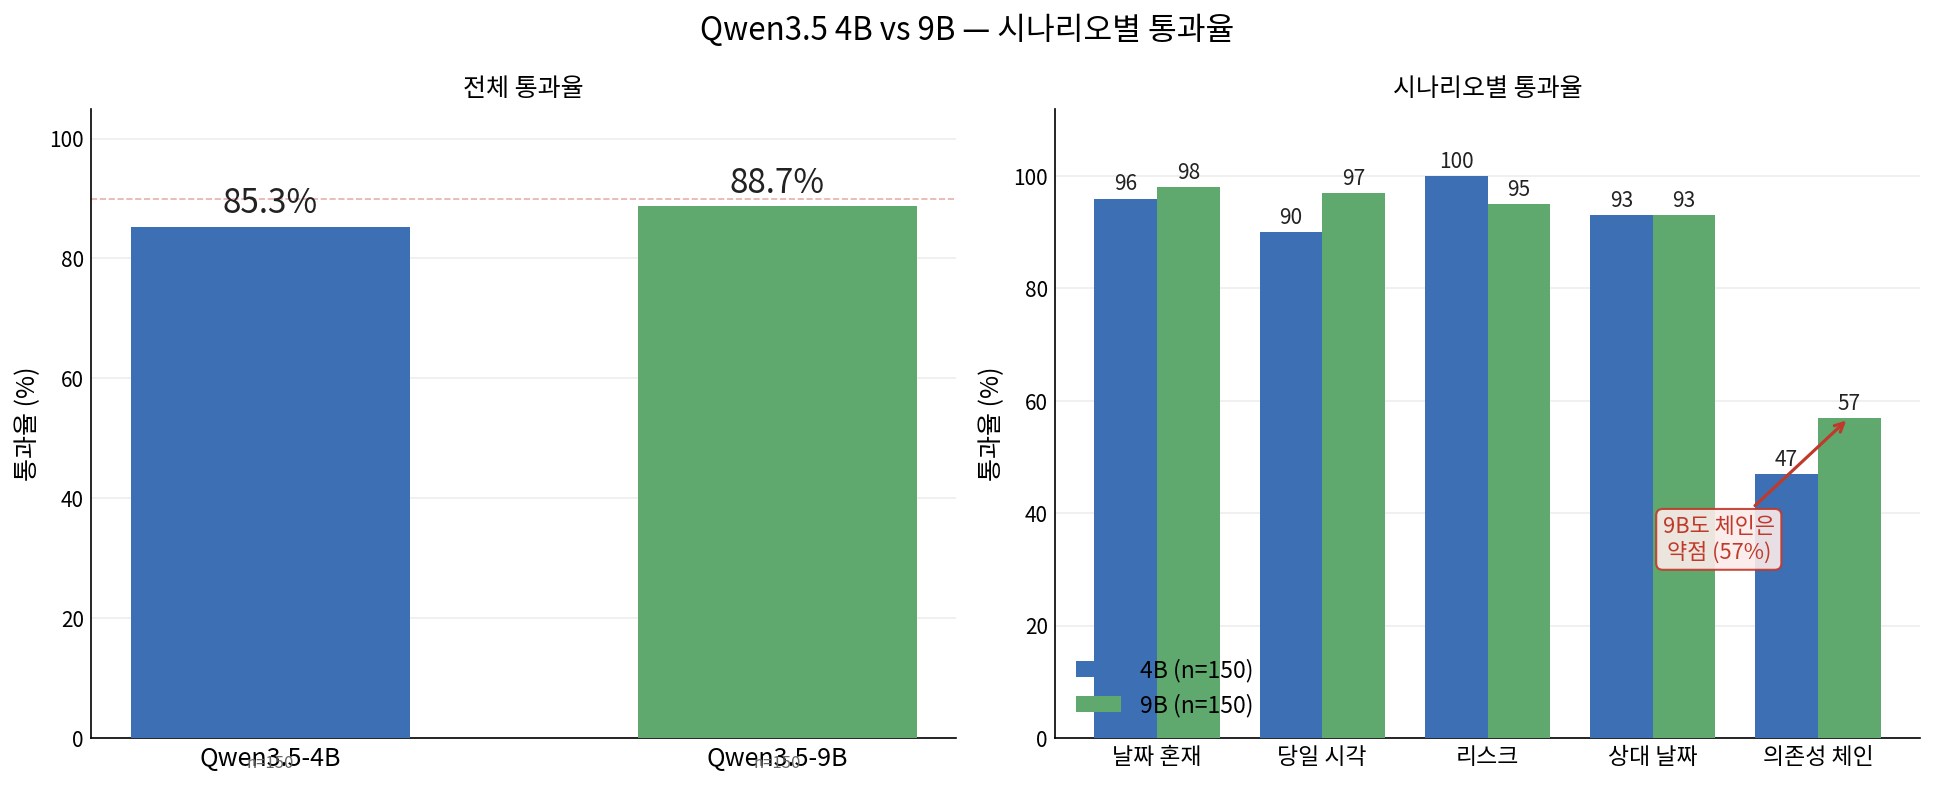 Qwen3.5 4B vs 9B — 시나리오별 통과율
전체 통과율
통과율 (%)
100
80
60
40
20
0
85.3%
88.7%
Qwen3.5-4B
n=150
Qwen3.5-9B
n=150
시나리오별 통과율
통과율 (%)
100
80
60
40
20
0
96
98
90
97
100
95
93
93
47
57
9B도 체인은
약점 (57%)
4B (n=150)
9B (n=150)
날짜 혼재
당일 시각
리스크
상대 날짜
의존성 체인